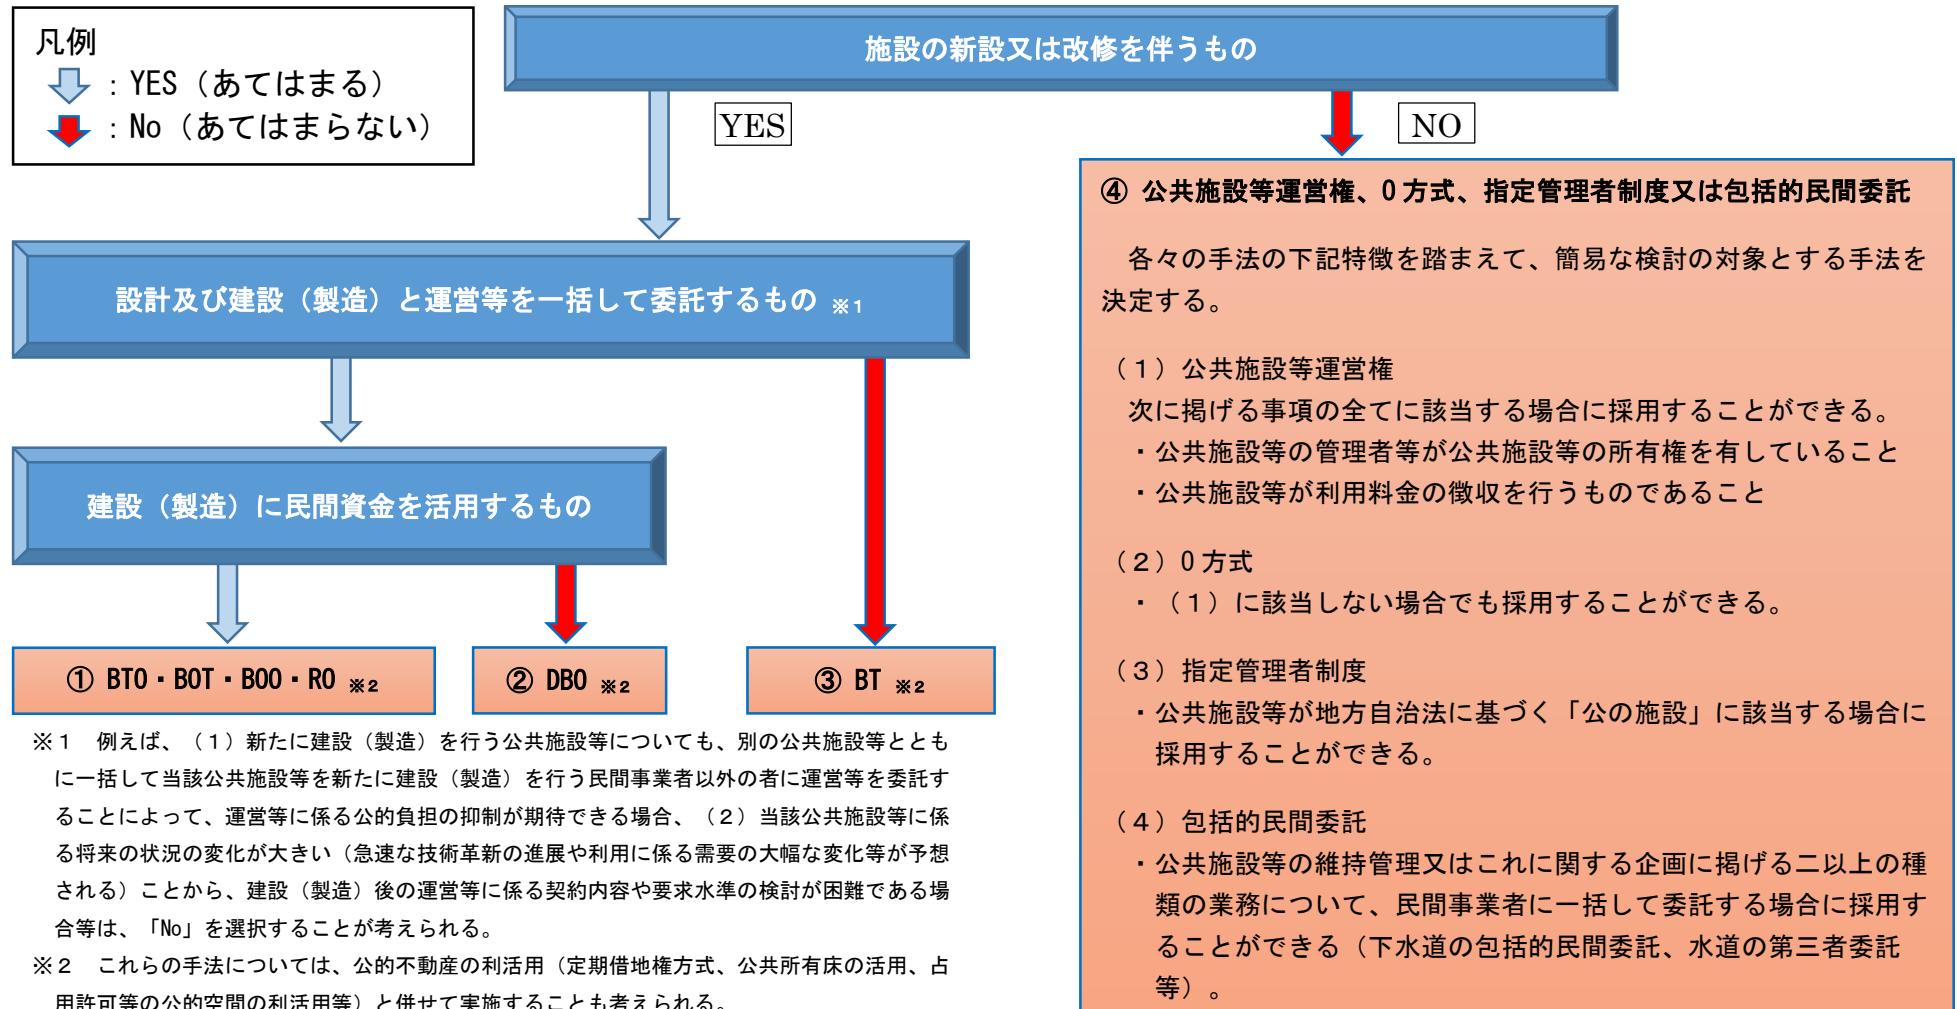 凡例
：YES（あてはまる）
：No（あてはまらない）
施設の新設又は改修を伴うもの
YES
NO
設計及び建設（製造）と運営等を一括して委託するもの ※1
建設（製造）に民間資金を活用するもの
① BTO・BOT・BOO・RO ※2
② DBO ※2
③ BT ※2
※１　例えば、（１）新たに建設（製造）を行う公共施設等についても、別の公共施設等ととも
に一括して当該公共施設等を新たに建設（製造）を行う民間事業者以外の者に運営等を委託す
ることによって、運営等に係る公的負担の抑制が期待できる場合、（２）当該公共施設等に係
る将来の状況の変化が大きい（急速な技術革新の進展や利用に係る需要の大幅な変化等が予想
される）ことから、建設（製造）後の運営等に係る契約内容や要求水準の検討が困難である場
合等は、「No」を選択することが考えられる。
※２　これらの手法については、公的不動産の利活用（定期借地権方式、公共所有床の活用、占
用許可等の公的空間の利活用等）と併せて実施することも考えられる。
④ 公共施設等運営権、O方式、指定管理者制度又は包括的民間委託
各々の手法の下記特徴を踏まえて、簡易な検討の対象とする手法を
決定する。
（１）公共施設等運営権
次に掲げる事項の全てに該当する場合に採用することができる。
・公共施設等の管理者等が公共施設等の所有権を有していること
・公共施設等が利用料金の徴収を行うものであること
（２）O方式
・（１）に該当しない場合でも採用することができる。
（３）指定管理者制度
・公共施設等が地方自治法に基づく「公の施設」に該当する場合に
採用することができる。
（４）包括的民間委託
・公共施設等の維持管理又はこれに関する企画に掲げる二以上の種
類の業務について、民間事業者に一括して委託する場合に採用す
ることができる（下水道の包括的民間委託、水道の第三者委託
等）。